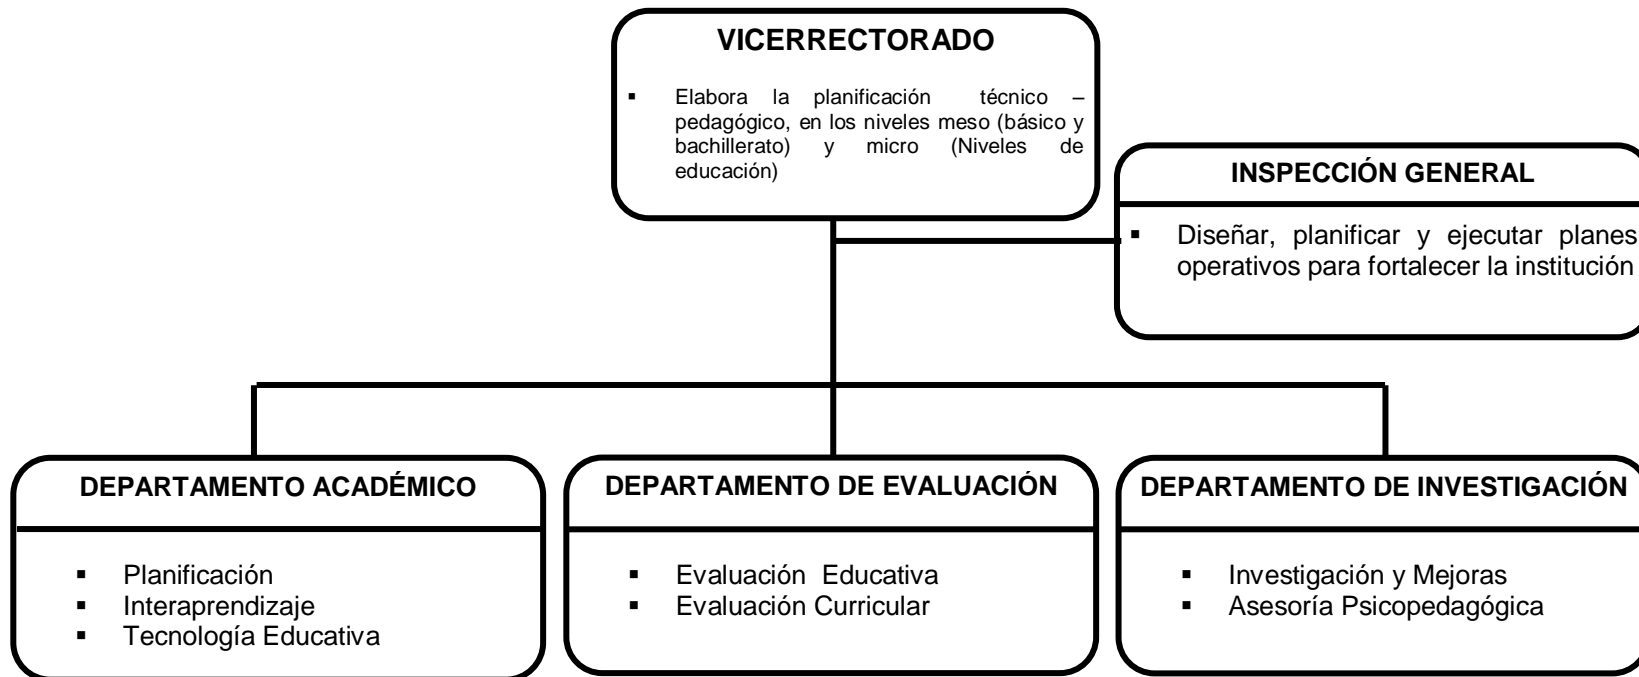 VICERRECTORADO
▪ Elabora la planificación técnico –
pedagógico, en los niveles meso (básico y
bachillerato) y micro (Niveles de
educación)
INSPECCIÓN GENERAL
▪ Diseñar, planificar y ejecutar planes
operativos para fortalecer la institución
DEPARTAMENTO ACADÉMICO
▪ Planificación
▪ Interaprendizaje
▪ Tecnología Educativa
DEPARTAMENTO DE EVALUACIÓN
▪ Evaluación Educativa
▪ Evaluación Curricular
DEPARTAMENTO DE INVESTIGACIÓN
▪ Investigación y Mejoras
▪ Asesoría Psicopedagógica